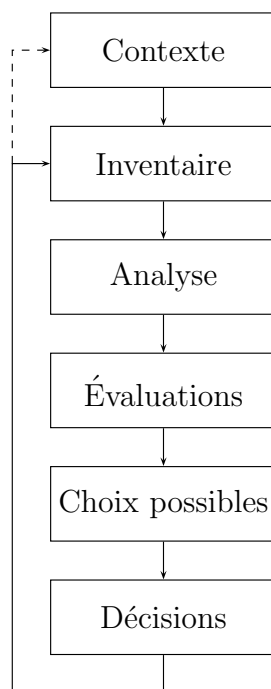 Contexte
Inventaire
Analyse
Évaluations
Choix possibles
Décisions